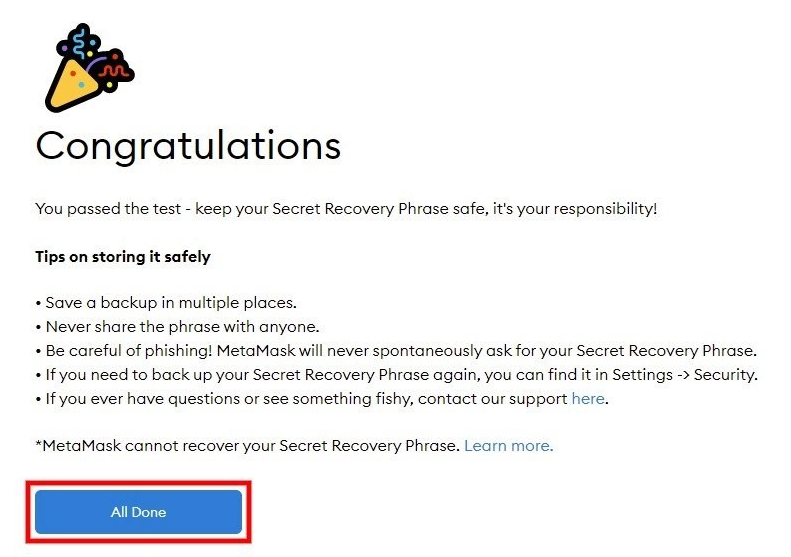 Congratulations
You passed the test - keep your Secret Recovery Phrase safe, it's your responsibility!
Tips on storing it safely
• Save a backup in multiple places.
• Never share the phrase with anyone.
• Be careful of phishing! MetaMask will never spontaneously ask for your Secret Recovery Phrase.
• If you need to back up your Secret Recovery Phrase again, you can find it in Settings -> Security.
• If you ever have questions or see something fishy, contact our support here.
*MetaMask cannot recover your Secret Recovery Phrase. Learn more.
All Done